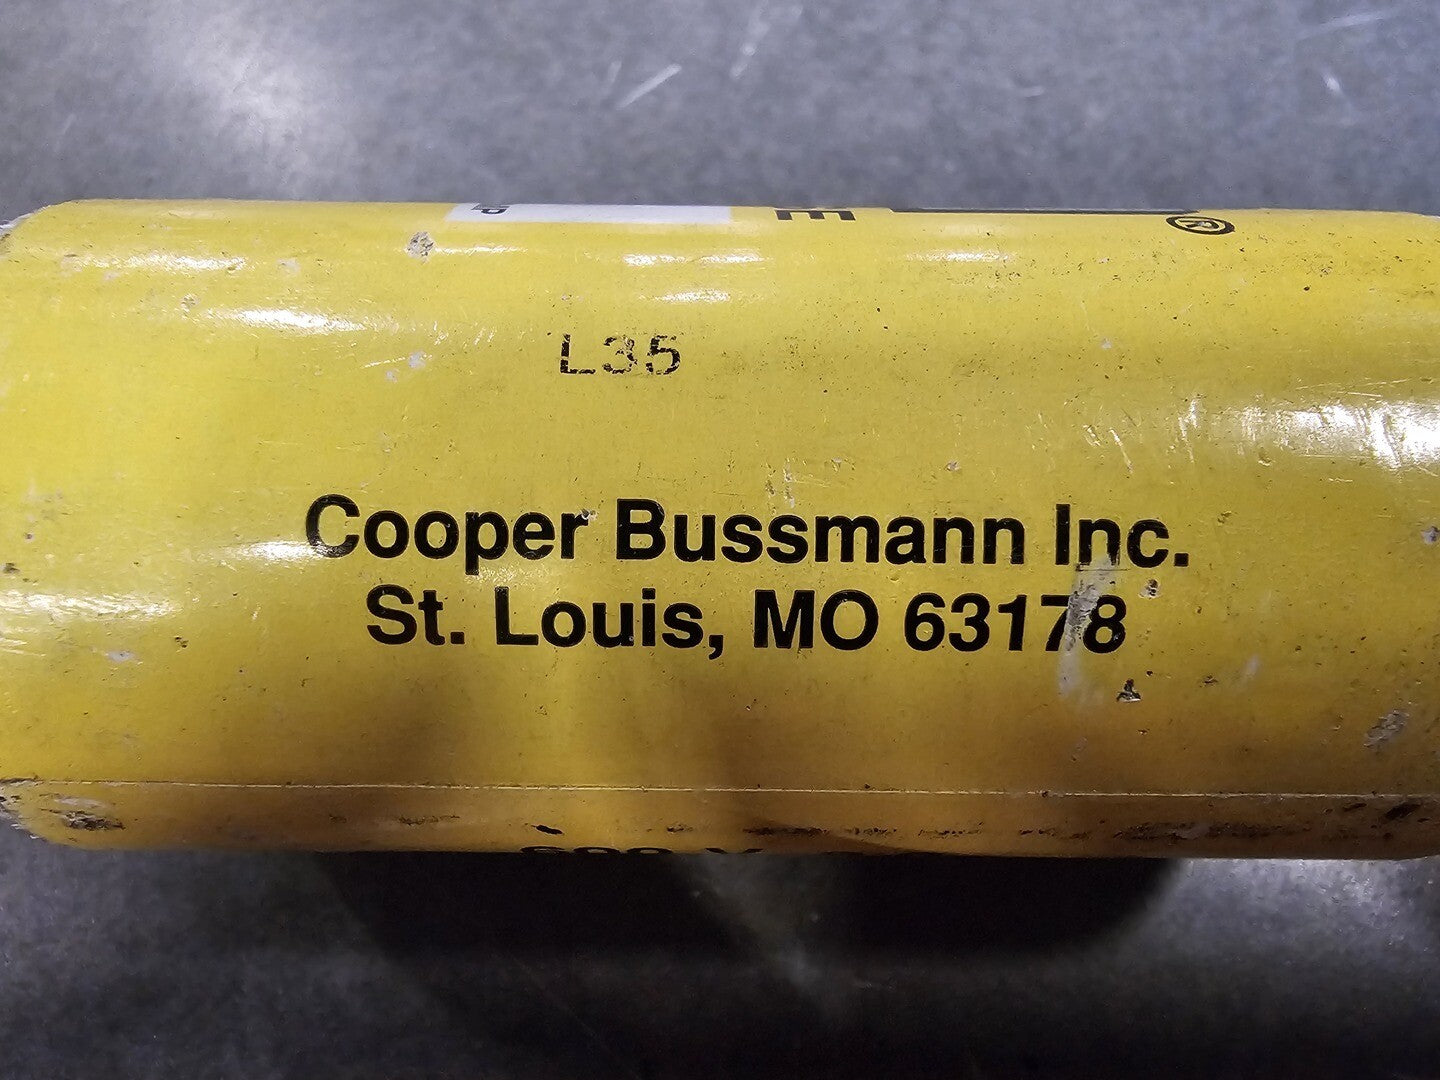 ®
L35
Cooper Bussmann Inc.
St. Louis, MO 63178